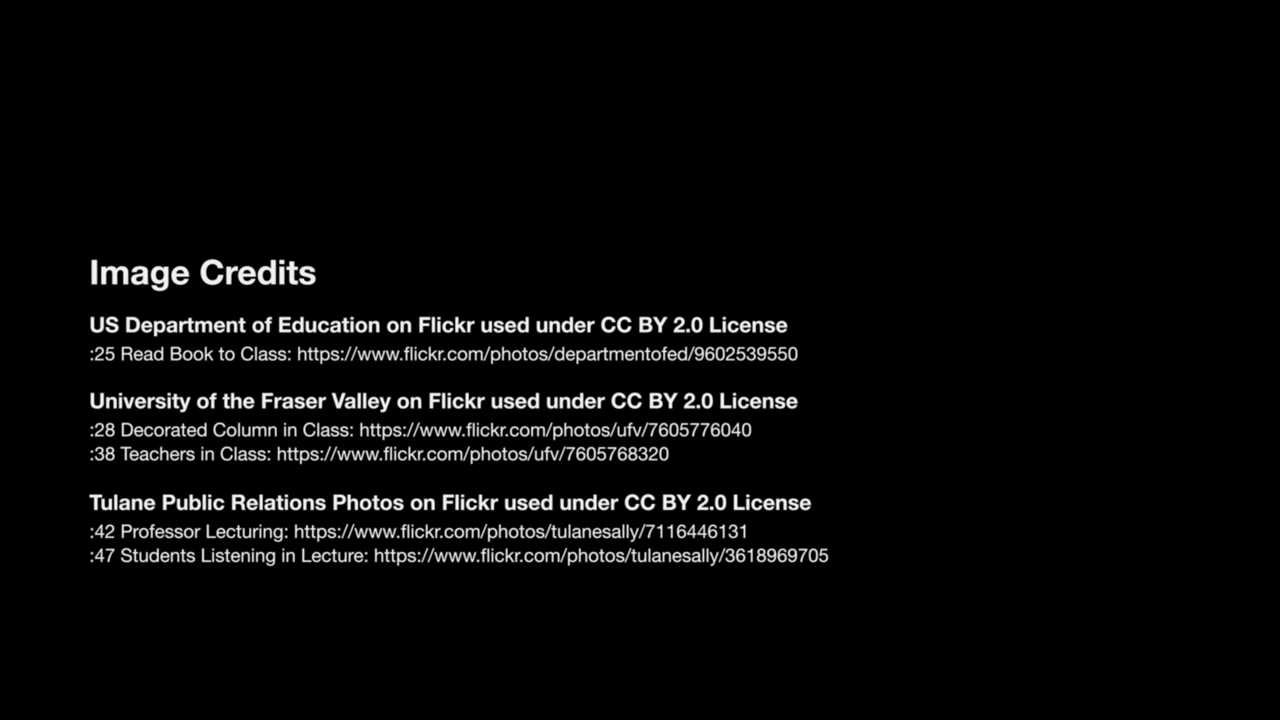 Image Credits
US Department of Education on Flickr used under CC BY 2.0 License
:25 Read Book to Class: https://www.flickr.com/photos/departmentofed/9602539550
University of the Fraser Valley on Flickr used under CC BY 2.0 License
:28 Decorated Column in Class: https://www.flickr.com/photos/ufv/7605776040
:38 Teachers in Class: https://www.flickr.com/photos/ufv/7605768320
Tulane Public Relations Photos on Flickr used under CC BY 2.0 License
:42 Professor Lecturing: https://www.flickr.com/photos/tulanesally/7116446131
:47 Students Listening in Lecture: https://www.flickr.com/photos/tulanesally/3618969705